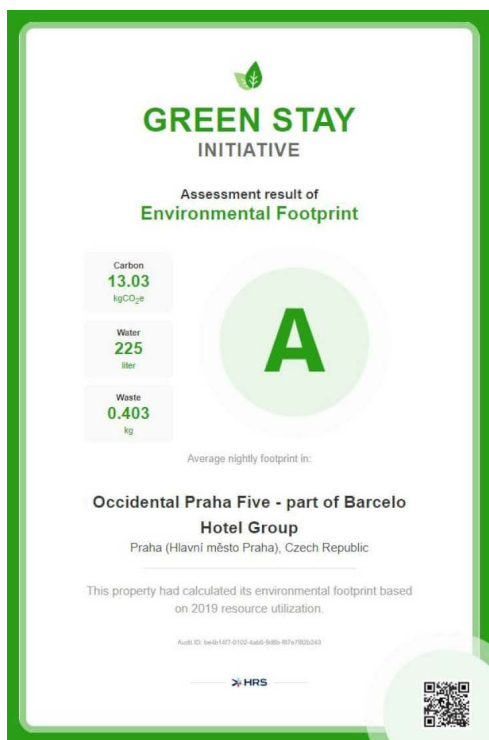 GREEN STAY
INITIATIVE
Assessment result of
Environmental Footprint
Carbon
13.03
kgCO₂e
Water
225
liter
Waste
0.403
kg
A
Average nightly footprint in:
Occidental Praha Five - part of Barcelo
Hotel Group
Praha (Hlavní město Praha), Czech Republic
This property had calculated its environmental footprint based
on 2019 resource utilization.
Audit ID:
HRS